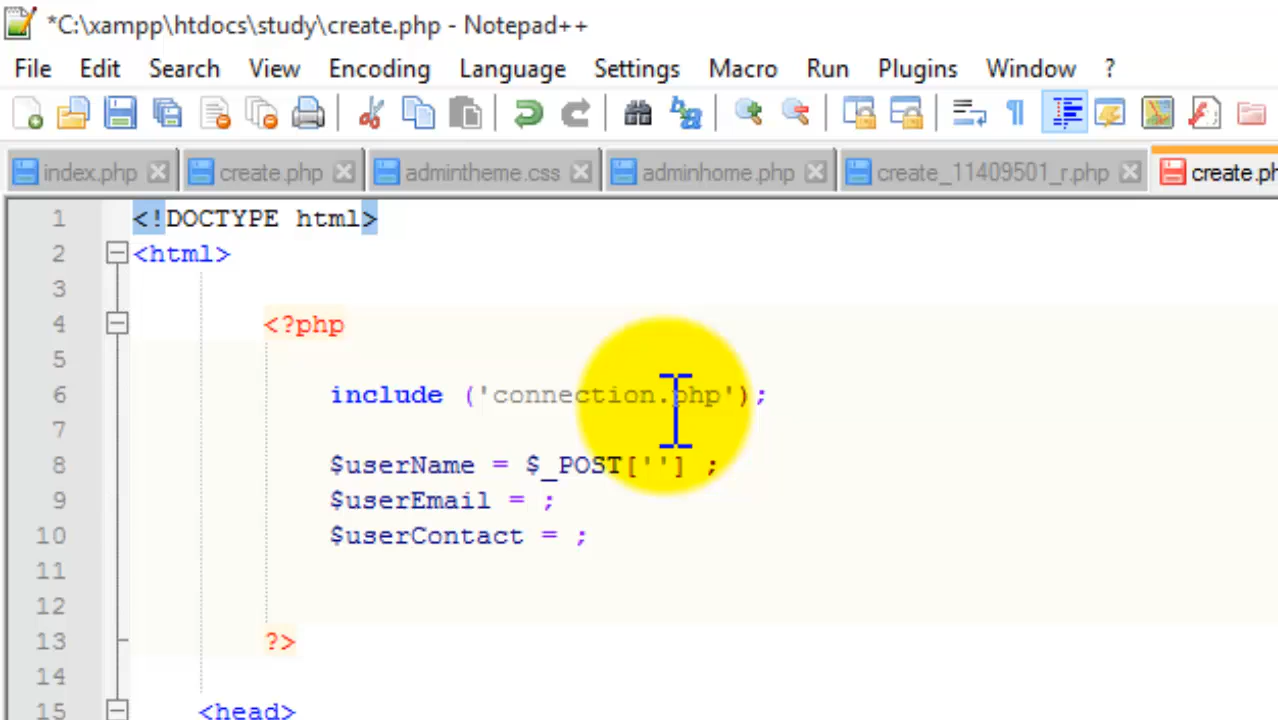 *C:\xampp\htdocs\study\create.php - Notepad++
File Edit Search View Encoding Language Settings Macro Run Plugins Window ?
index.php create.php admintheme.css adminhome.php create_11409501_r.php create.ph
1 <!DOCTYPE html>
2 <html>
3
4 <?php
5
6 include ('connection.php');
7
8 $userName = $_POST[''] ;
9 $userEmail = ;
10 $userContact = ;
11
12
13 ?>
14
15 <head>